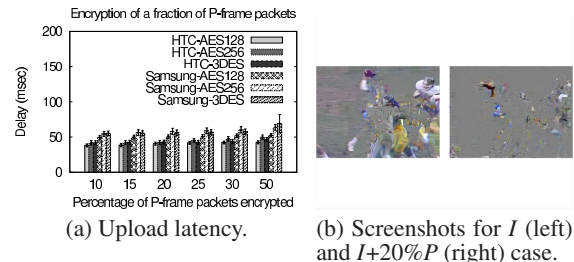 Encryption of a fraction of P-frame packets
200
150
100
50
0
Delay (msec)
HTC-AES128
HTC-AES256
HTC-3DES
Samsung-AES128
Samsung-AES256
Samsung-3DES
10 15 20 25 30 50
Percentage of P-frame packets encrypted
(a) Upload latency.
(b) Screenshots for I (left)
and I+20%P (right) case.